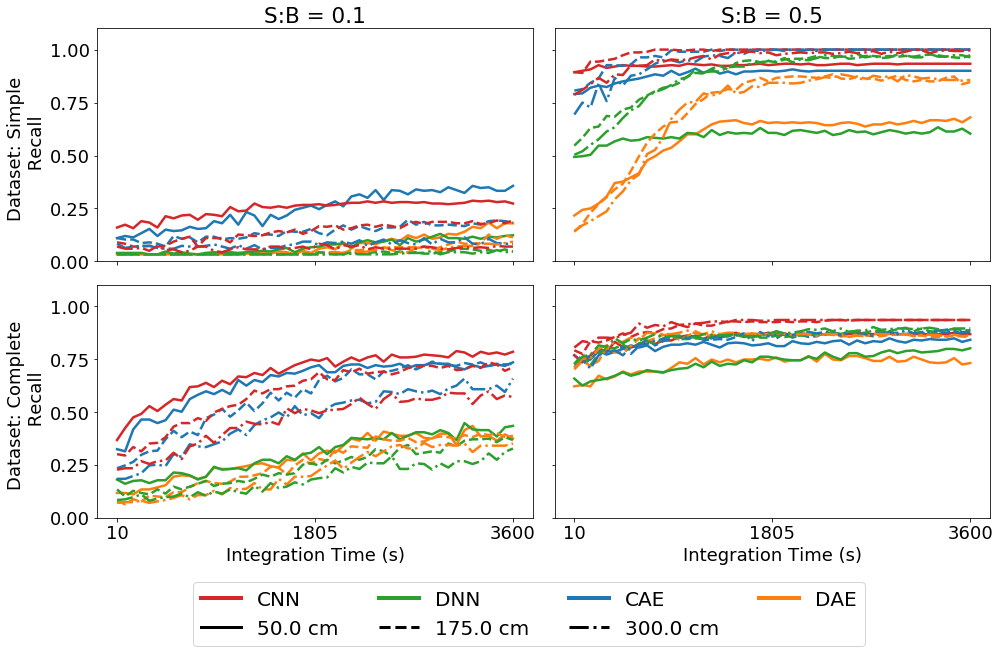 S:B = 0.1
S:B = 0.5
Dataset: Simple
Recall
1.00
0.75
0.50
0.25
0.00
Dataset: Complete
Recall
1.00
0.75
0.50
0.25
0.00
10 1805 3600
Integration Time (s)
10 1805 3600
Integration Time (s)
CNN DNN CAE DAE
50.0 cm 175.0 cm 300.0 cm